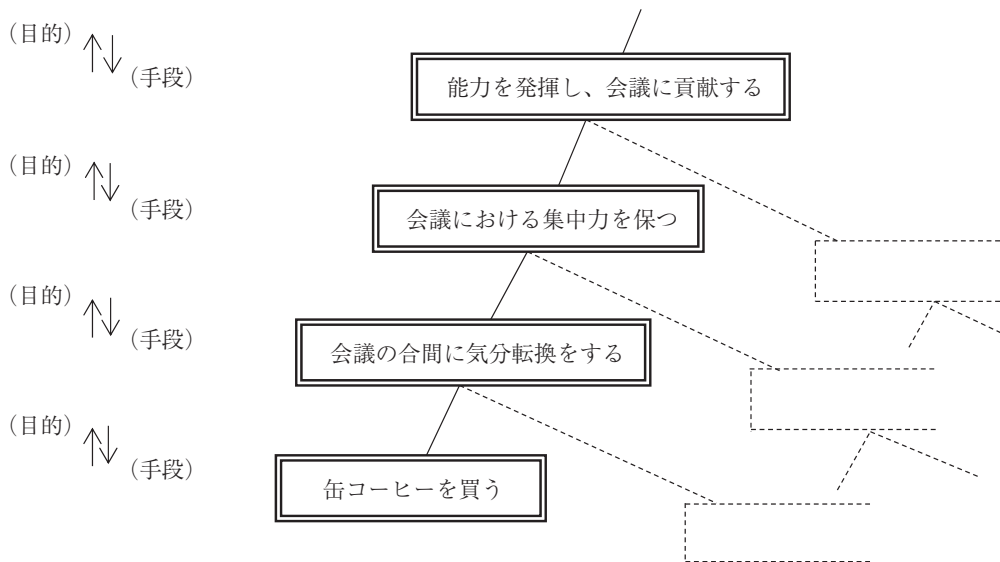 （目的）
（手段）
能力を発揮し、会議に貢献する
（目的）
（手段）
会議における集中力を保つ
（目的）
（手段）
会議の合間に気分転換をする
（目的）
（手段）
缶コーヒーを買う